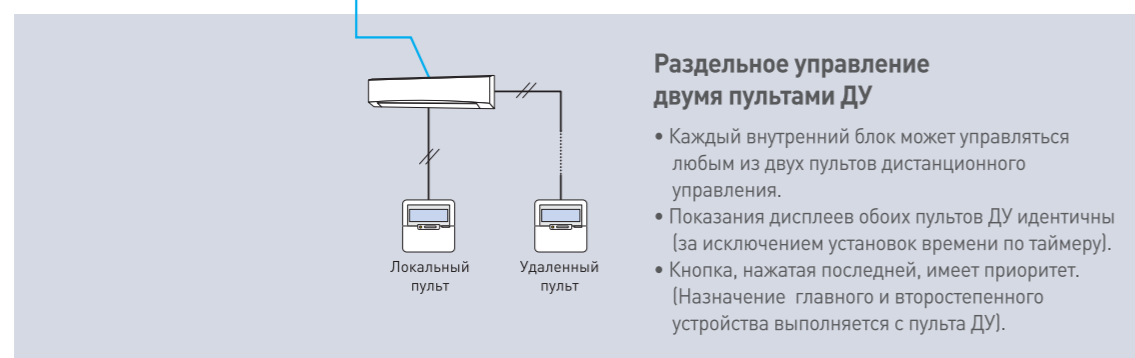 Раздельное управление
двумя пультами ДУ
• Каждый внутренний блок может управляться
любым из двух пультов дистанционного
управления.
• Показания дисплеев обоих пультов ДУ идентичны
(за исключением установок времени по таймеру).
• Кнопка, нажатая последней, имеет приоритет.
(Назначение главного и второстепенного
устройства выполняется с пульта ДУ).
Локальный
пульт
Удаленный
пульт